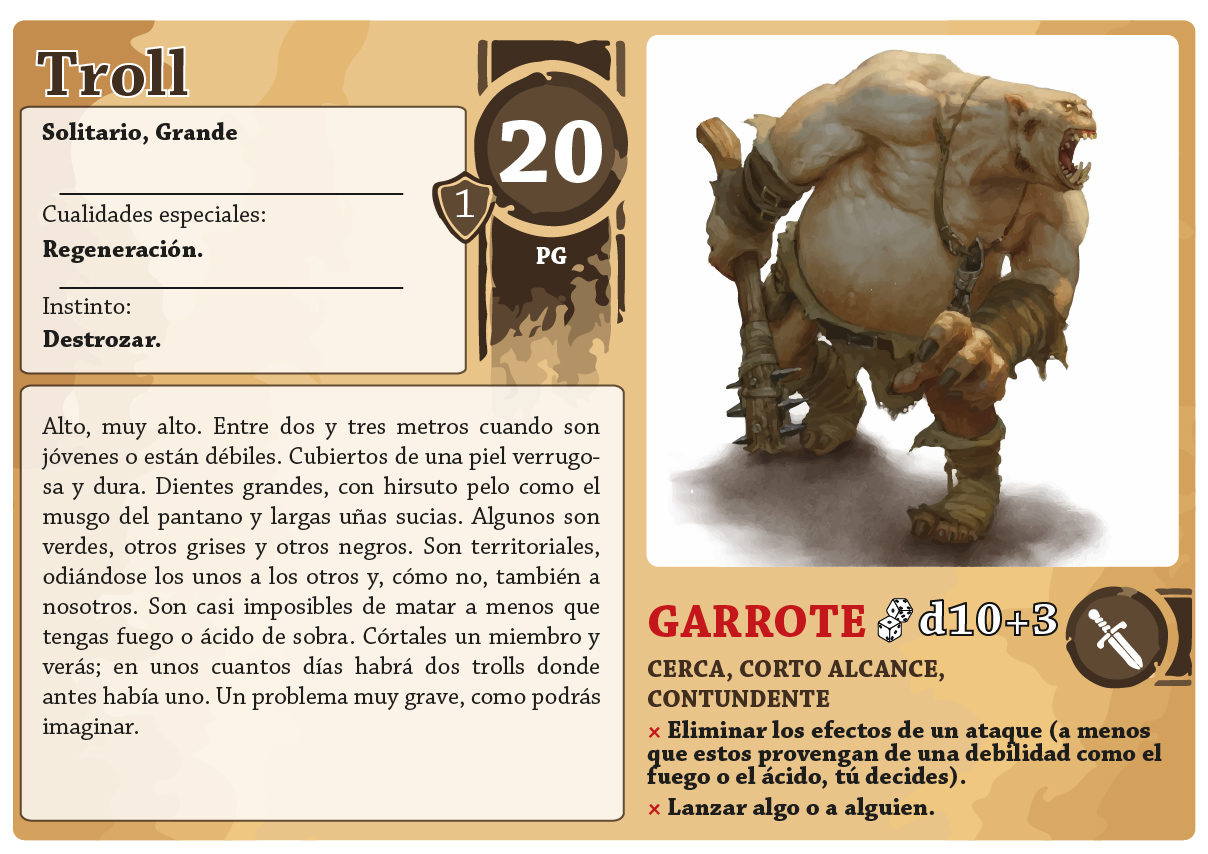 Troll
Solitario, Grande
Cualidades especiales:
Regeneración.
Instinto:
Destrozar.
20
1
PG
Alto, muy alto. Entre dos y tres metros cuando son
jóvenes o están débiles. Cubiertos de una piel verrugo-
sa y dura. Dientes grandes, con hirsuto pelo como el
musgo del pantano y largas uñas sucias. Algunos son
verdes, otros grises y otros negros. Son territoriales,
odiándose los unos a los otros y, cómo no, también a
nosotros. Son casi imposibles de matar a menos que
tengas fuego o ácido de sobra. Córtales un miembro y
verás; en unos cuantos días habrá dos trolls donde
antes había uno. Un problema muy grave, como podrás
imaginar.
GARROTE d10+3
CERCA, CORTO ALCANCE,
CONTUNDENTE
× Eliminar los efectos de un ataque (a menos
que estos provengan de una debilidad como el
fuego o el ácido, tú decides).
× Lanzar algo o a alguien.